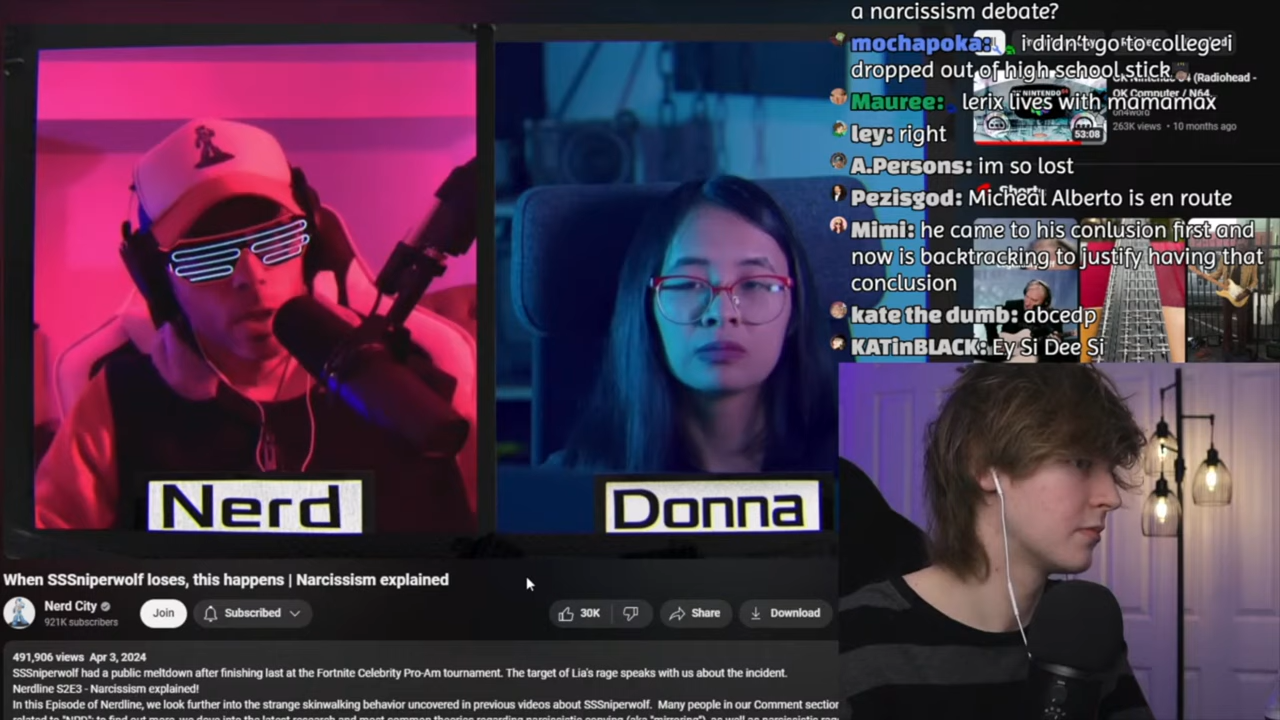 a narcissism debate?
mochapoka: i didn't go to college i
dropped out of high school stick
Mauree: lerix lives with mamamax
ley: right
A.Persons: im so lost
Pezisgod: Micheal Alberto is en route
Mimi: he came to his conlusion first and
now is backtracking to justify having that
conclusion
kate the dumb: abcedp
KATinBLACK: Ey Si Dee Si
(Radiohead -
OK Computer / N64
on4word
263K views • 10 months ago
53:08
NINTENDO
Nerd
Donna
When SSSniperwolf loses, this happens | Narcissism explained
Nerd City
921K subscribers
Join
Subscribed
30K
Share
Download
491,906 views Apr 3, 2024
SSSniperwolf had a public meltdown after finishing last at the Fortnite Celebrity Pro-Am tournament. The target of Lia's rage speaks with us about the incident.
Nerdline S2E3 - Narcissism explained!
In this Episode of Nerdline, we look further into the strange skinwalking behavior uncovered in previous videos about SSSniperwolf. Many people in our Comment section